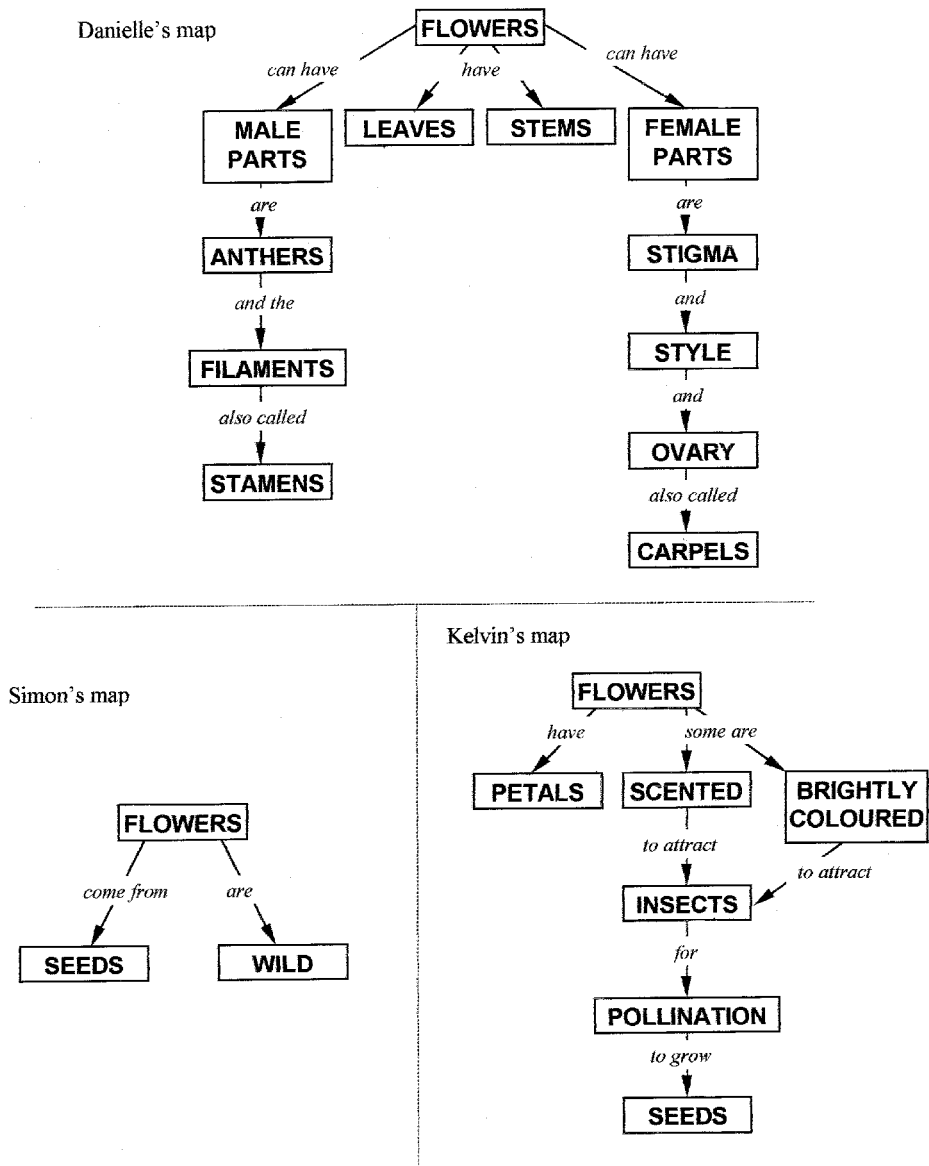 Danielle's map
FLOWERS
can have
have
can have
MALE
PARTS
LEAVES
STEMS
FEMALE
PARTS
are
are
ANTHERS
STIGMA
and the
and
FILAMENTS
STYLE
also called
and
STAMENS
OVARY
also called
CARPELS
Simon's map
FLOWERS
come from
are
SEEDS
WILD
Kelvin's map
FLOWERS
have
some are
PETALS
SCENTED
BRIGHTLY
COLOURED
to attract
to attract
INSECTS
for
POLLINATION
to grow
SEEDS